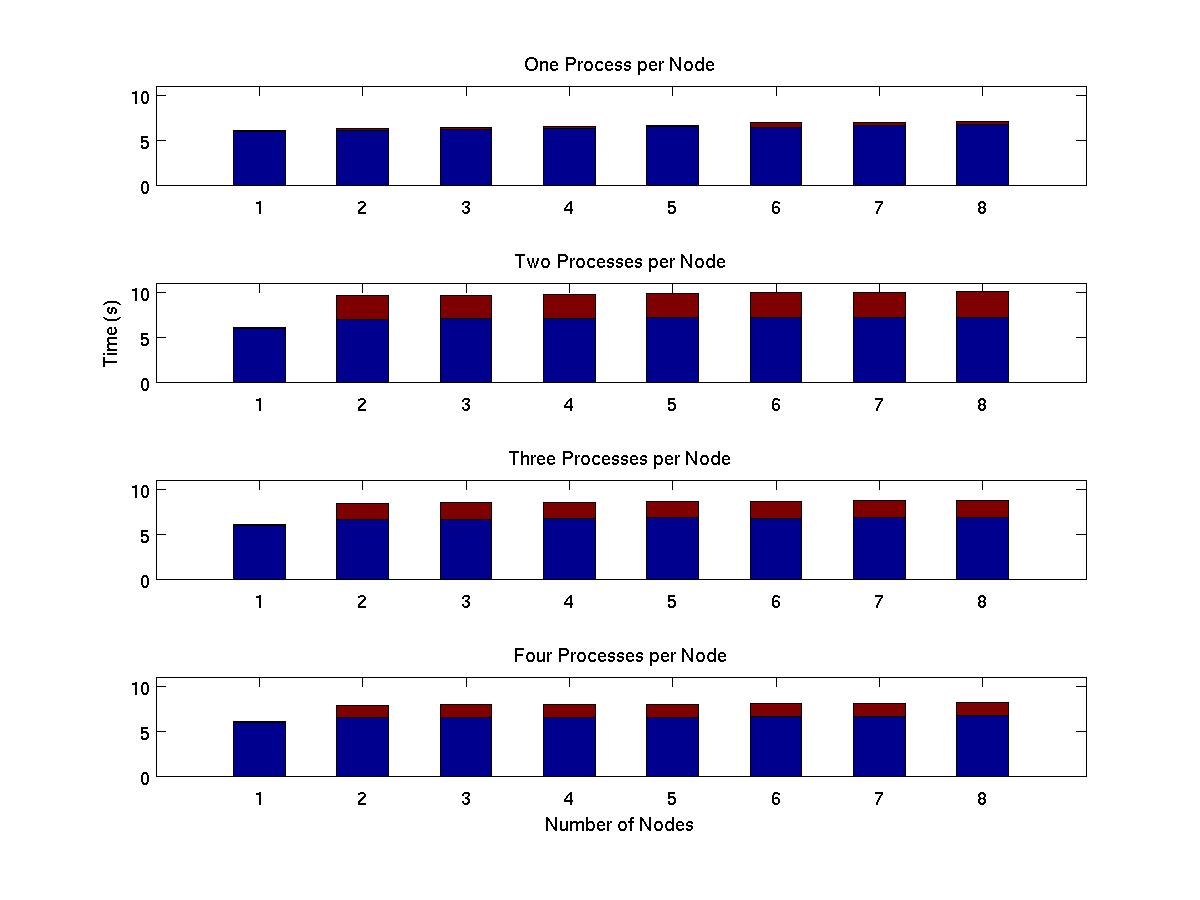 One Process per Node
10
5
0
1 2 3 4 5 6 7 8
Two Processes per Node
10
5
0
Time (s)
1 2 3 4 5 6 7 8
Three Processes per Node
10
5
0
1 2 3 4 5 6 7 8
Four Processes per Node
10
5
0
1 2 3 4 5 6 7 8
Number of Nodes